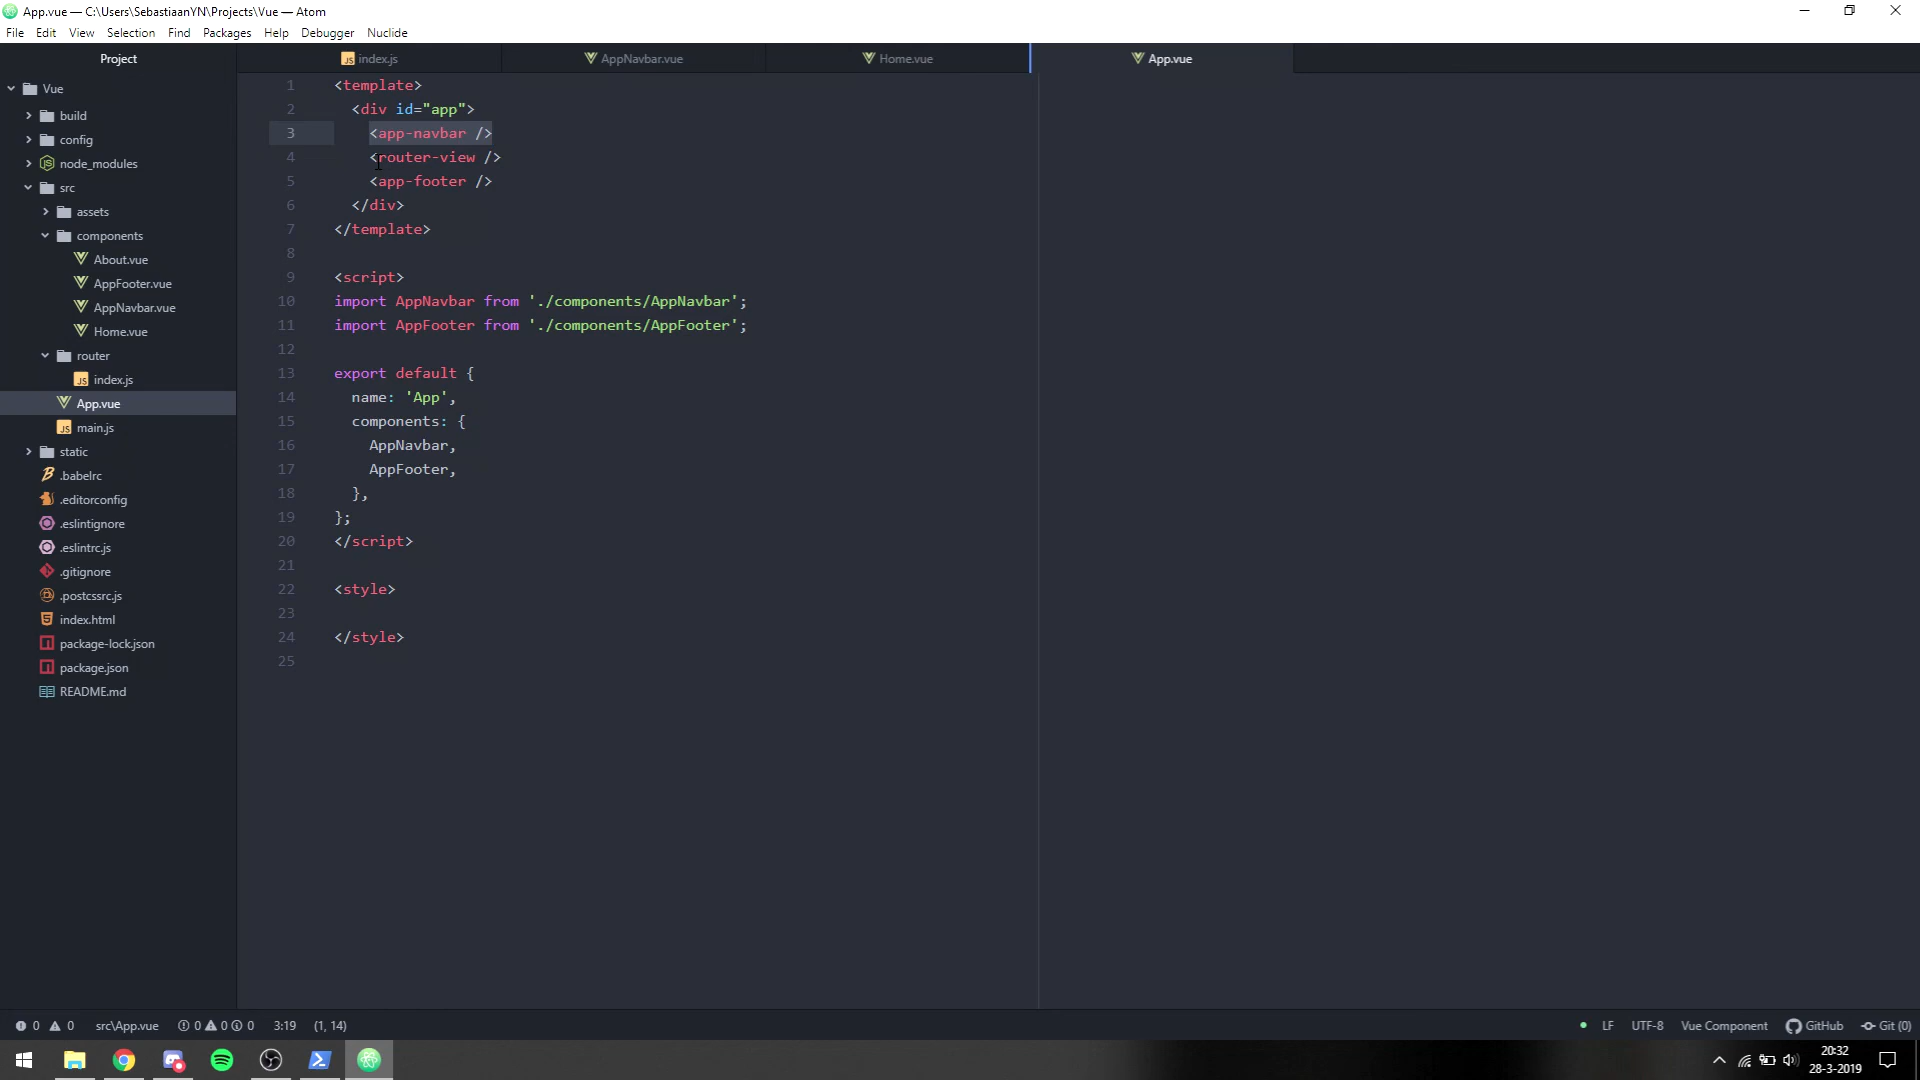 App.vue — C:\Users\SebastiaanYN\Projects\Vue — Atom
File Edit View Selection Find Packages Help Debugger Nuclide
Project
Vue
build
config
node_modules
src
assets
components
About.vue
AppFooter.vue
AppNavbar.vue
Home.vue
router
index.js
App.vue
main.js
static
.babelrc
.editorconfig
.eslintignore
.eslintrc.js
.gitignore
.postcssrc.js
index.html
package-lock.json
package.json
README.md
index.js AppNavbar.vue Home.vue App.vue
1 <template>
2 <div id="app">
3 <app-navbar />
4 <router-view />
5 <app-footer />
6 </div>
7 </template>
8
9 <script>
10 import AppNavbar from './components/AppNavbar';
11 import AppFooter from './components/AppFooter';
12
13 export default {
14 name: 'App',
15 components: {
16 AppNavbar,
17 AppFooter,
18 },
19 };
20 </script>
21
22 <style>
23
24 </style>
25
0 0 src\App.vue 0 0 0 3:19 (1, 14) LF UTF-8 Vue Component GitHub Git (0)
20:32
28-3-2019